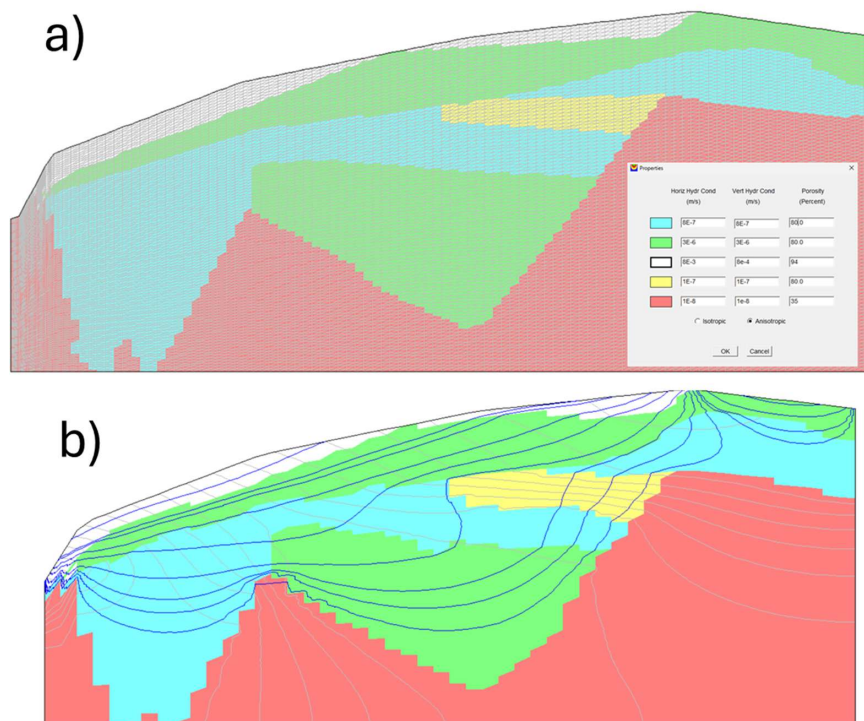 a)
Properties
Horiz Hydr Cond Vert Hydr Cond Porosity
(m/s) (m/s) (Percent)
8E-7 8E-7 80.0
3E-6 3E-6 80.0
8E-3 8e-4 94
1E-7 1E-7 80.0
1E-8 1e-8 35
Isotropic Anisotropic
OK Cancel
b)